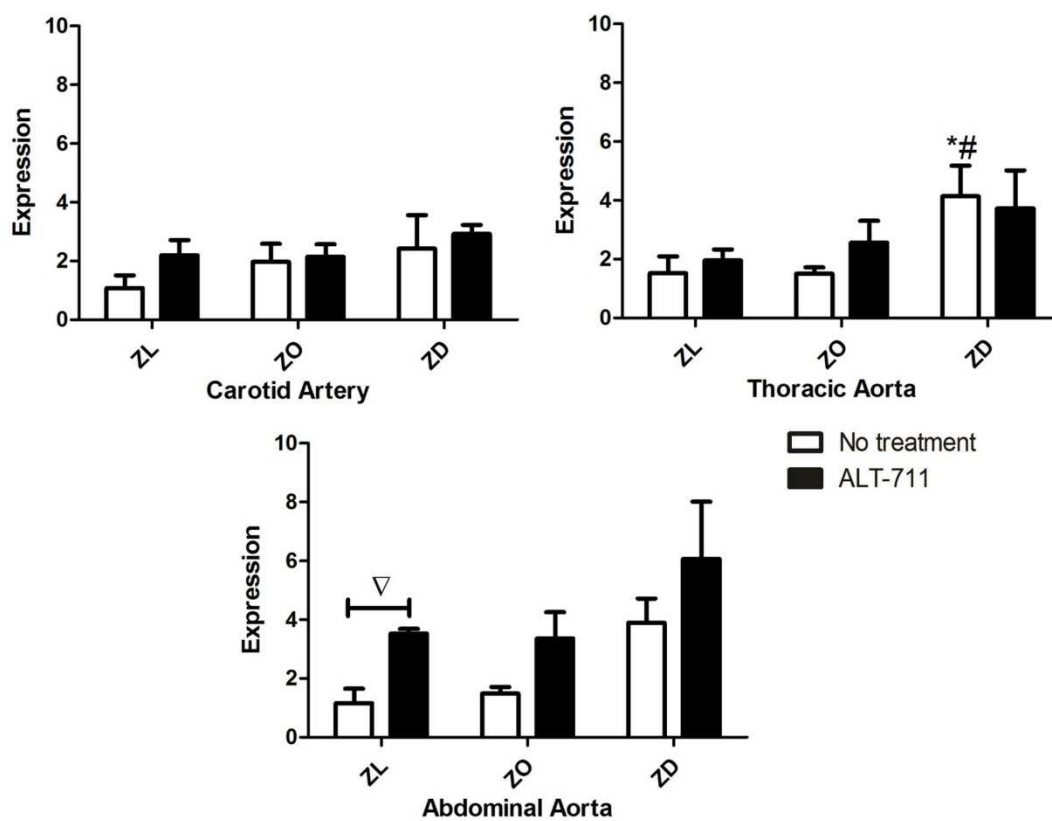 10
8
6
4
2
0
Expression
ZL
ZO
ZD
Carotid Artery
10
8
6
4
2
0
Expression
*#
ZL
ZO
ZD
Thoracic Aorta
No treatment
ALT-711
10
8
6
4
2
0
Expression
∇
ZL
ZO
ZD
Abdominal Aorta